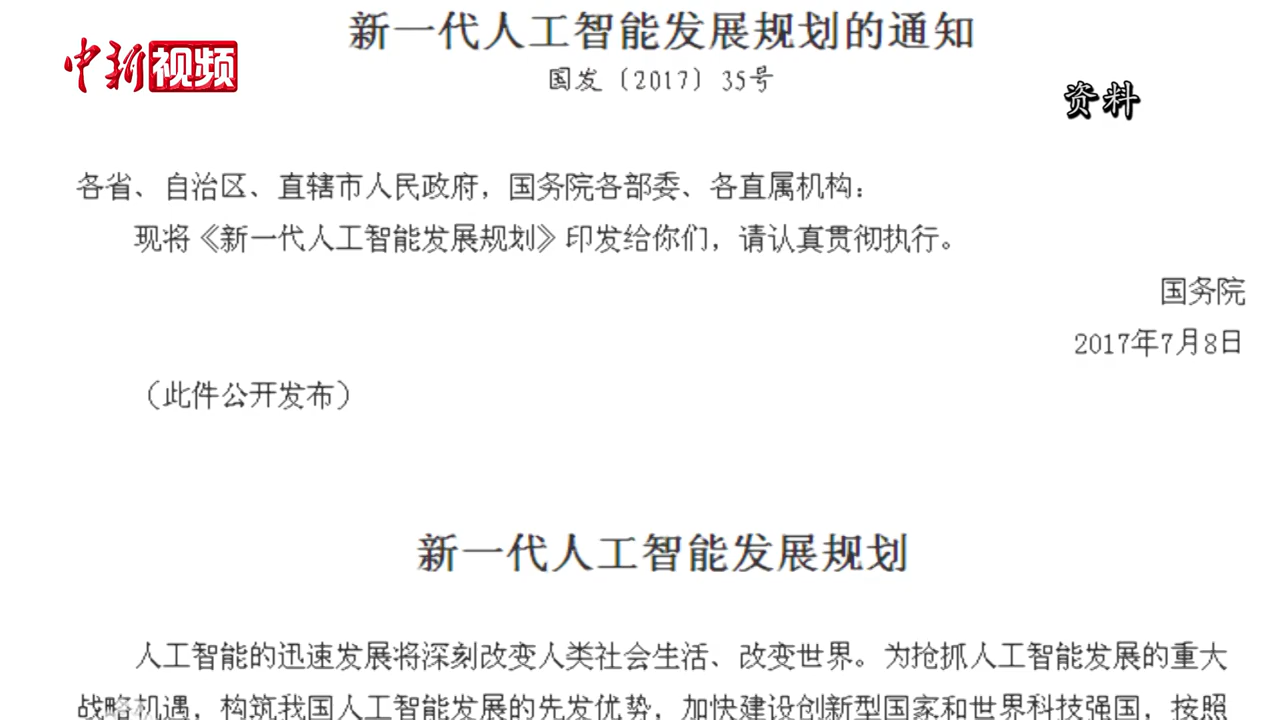 新一代人工智能发展规划的通知
中新视频
国发〔2017〕35号
资料
各省、自治区、直辖市人民政府，国务院各部委、各直属机构：
现将《新一代人工智能发展规划》印发给你们，请认真贯彻执行。
国务院
2017年7月8日
（此件公开发布）
新一代人工智能发展规划
人工智能的迅速发展将深刻改变人类社会生活、改变世界。为抢抓人工智能发展的重大
战略机遇，构筑我国人工智能发展的先发优势，加快建设创新型国家和世界科技强国，按照